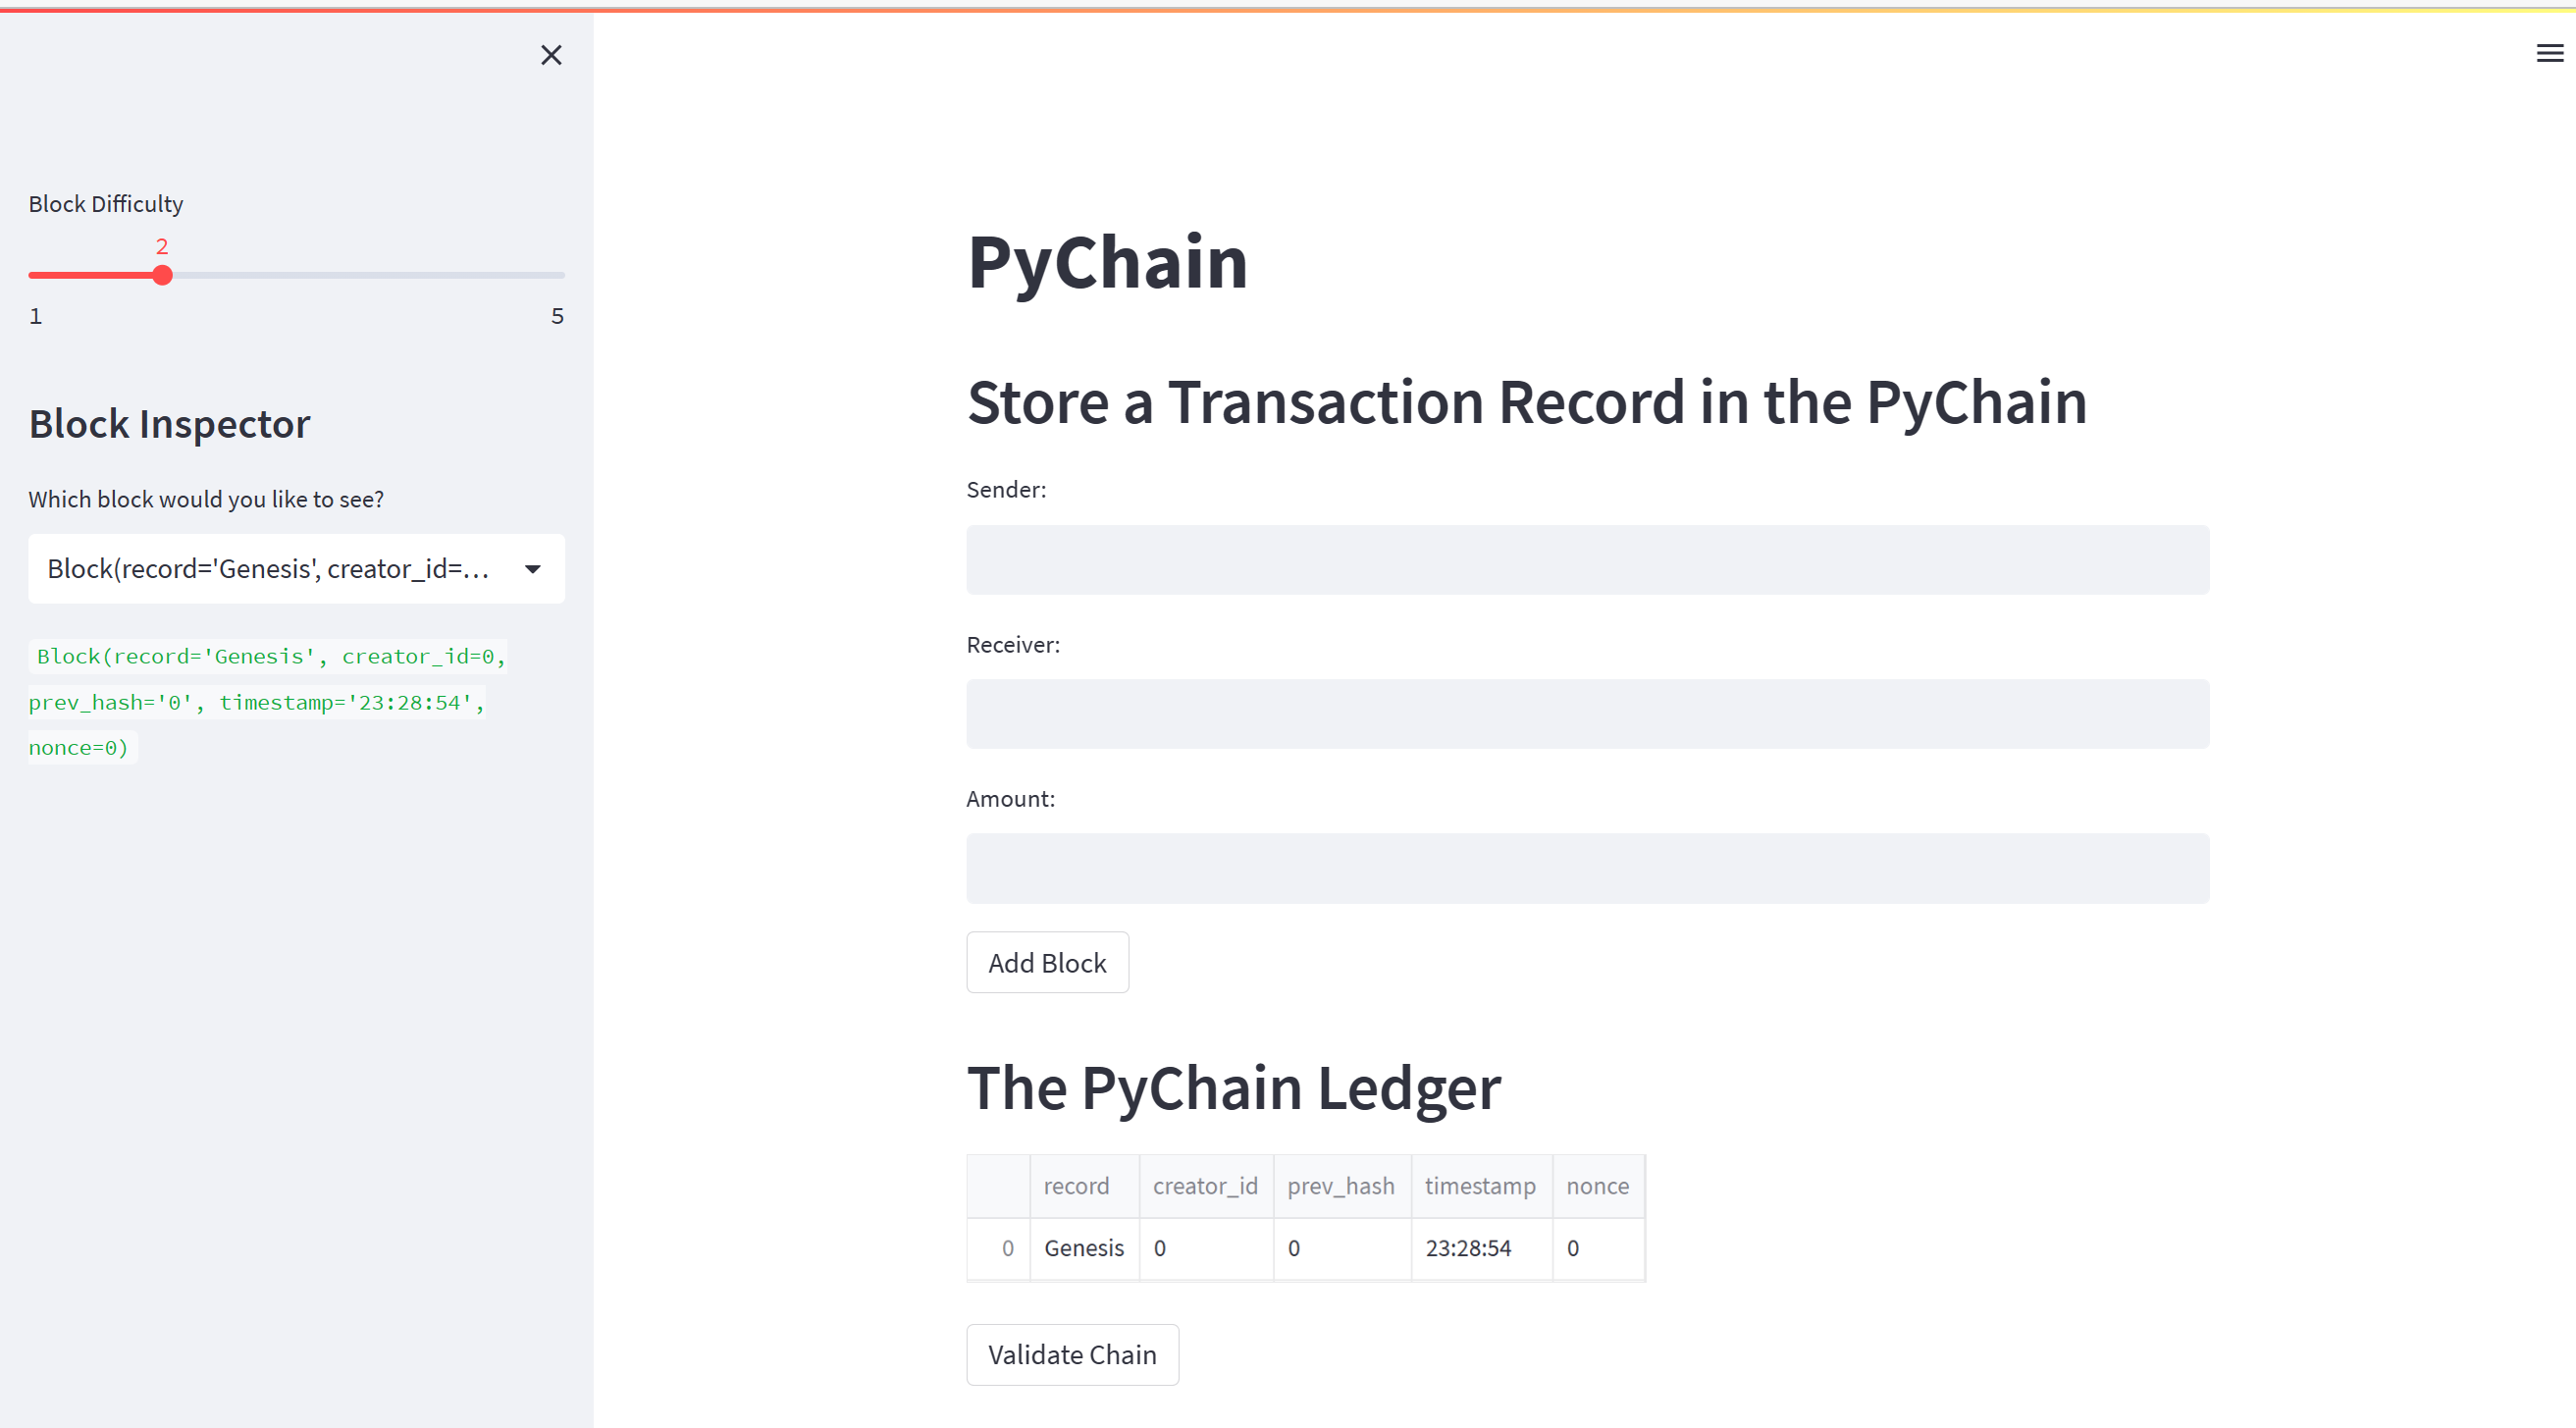 Block Difficulty
2
1 5
Block Inspector
Which block would you like to see?
Block(record='Genesis', creator_id=...
Block(record='Genesis', creator_id=0,
prev_hash='0', timestamp='23:28:54',
nonce=0)
PyChain
Store a Transaction Record in the PyChain
Sender:
Receiver:
Amount:
Add Block
The PyChain Ledger
record creator_id prev_hash timestamp nonce
0 Genesis 0 0 23:28:54 0
Validate Chain